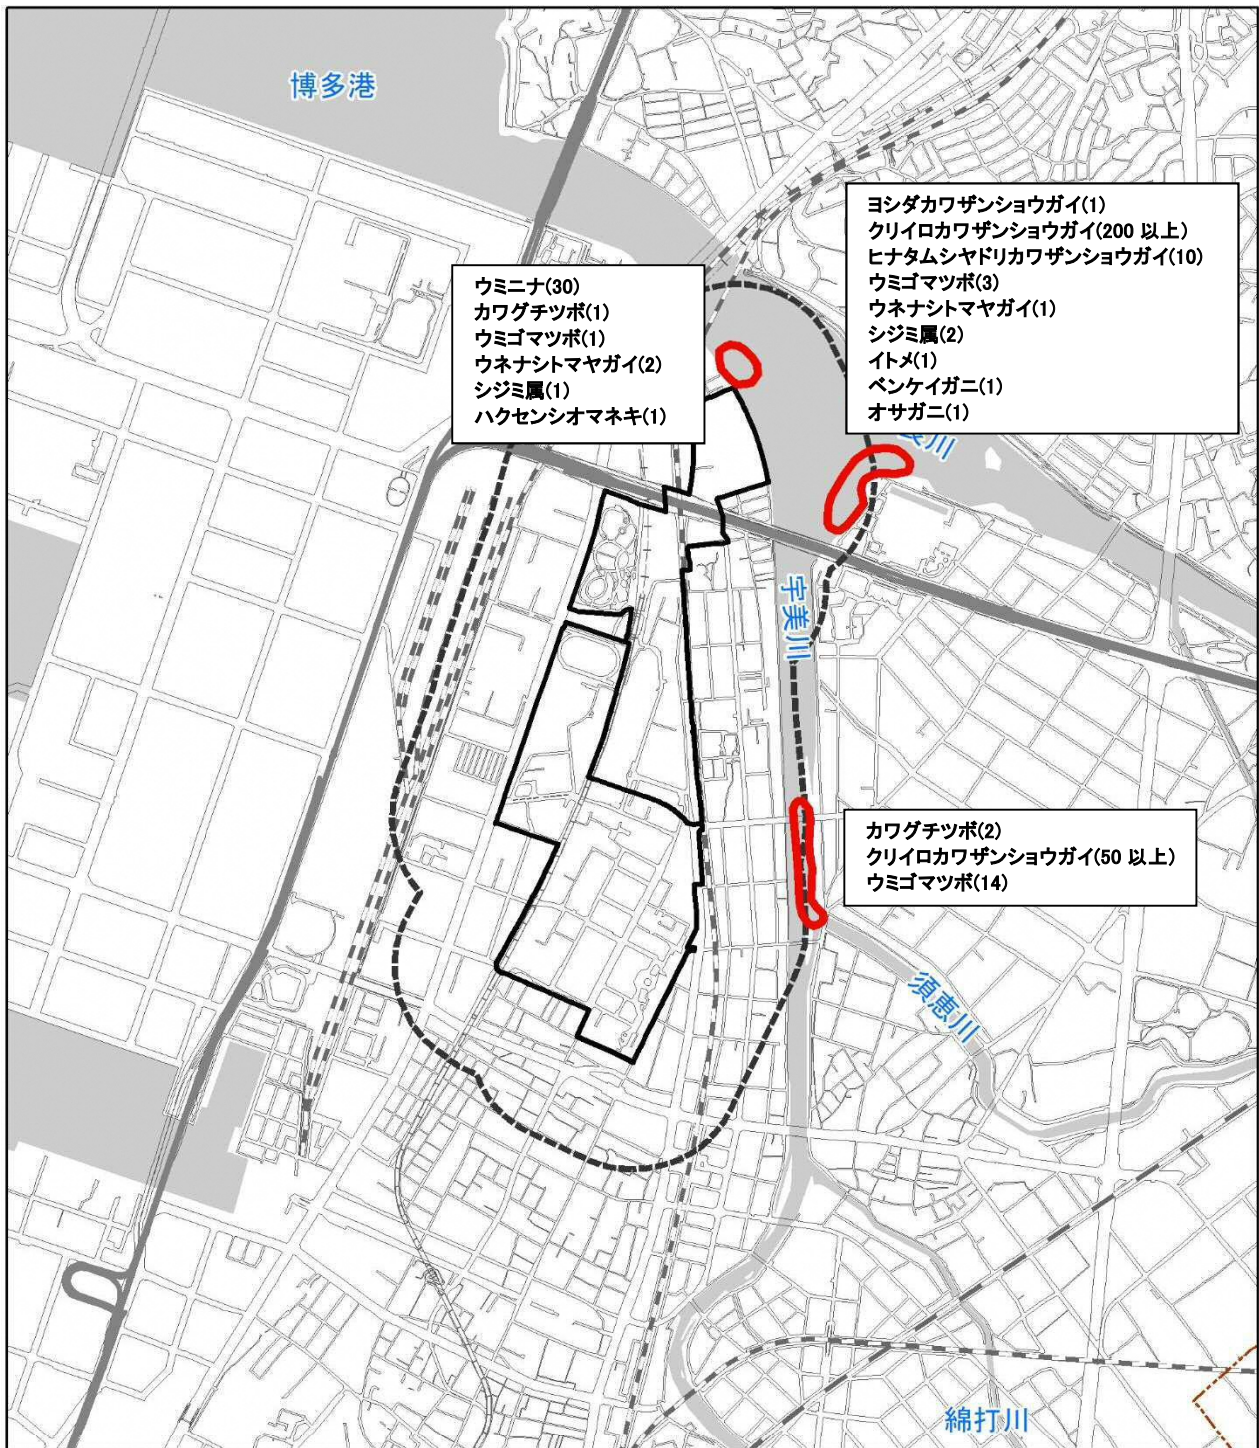 博多港
ヨシダカワザンショウガイ(1)
クリイロカワザンショウガイ(200 以上)
ヒナタムシヤドリカワザンショウガイ(10)
ウミゴマツボ(3)
ウネナシトマヤガイ(1)
シジミ属(2)
イトメ(1)
ベンケイガニ(1)
オサガニ(1)
ウミニナ(30)
カワグチツボ(1)
ウミゴマツボ(1)
ウネナシトマヤガイ(2)
シジミ属(1)
ハクセンシオマネキ(1)
川
宇美川
カワグチツボ(2)
クリイロカワザンショウガイ(50 以上)
ウミゴマツボ(14)
須恵川
綿打川